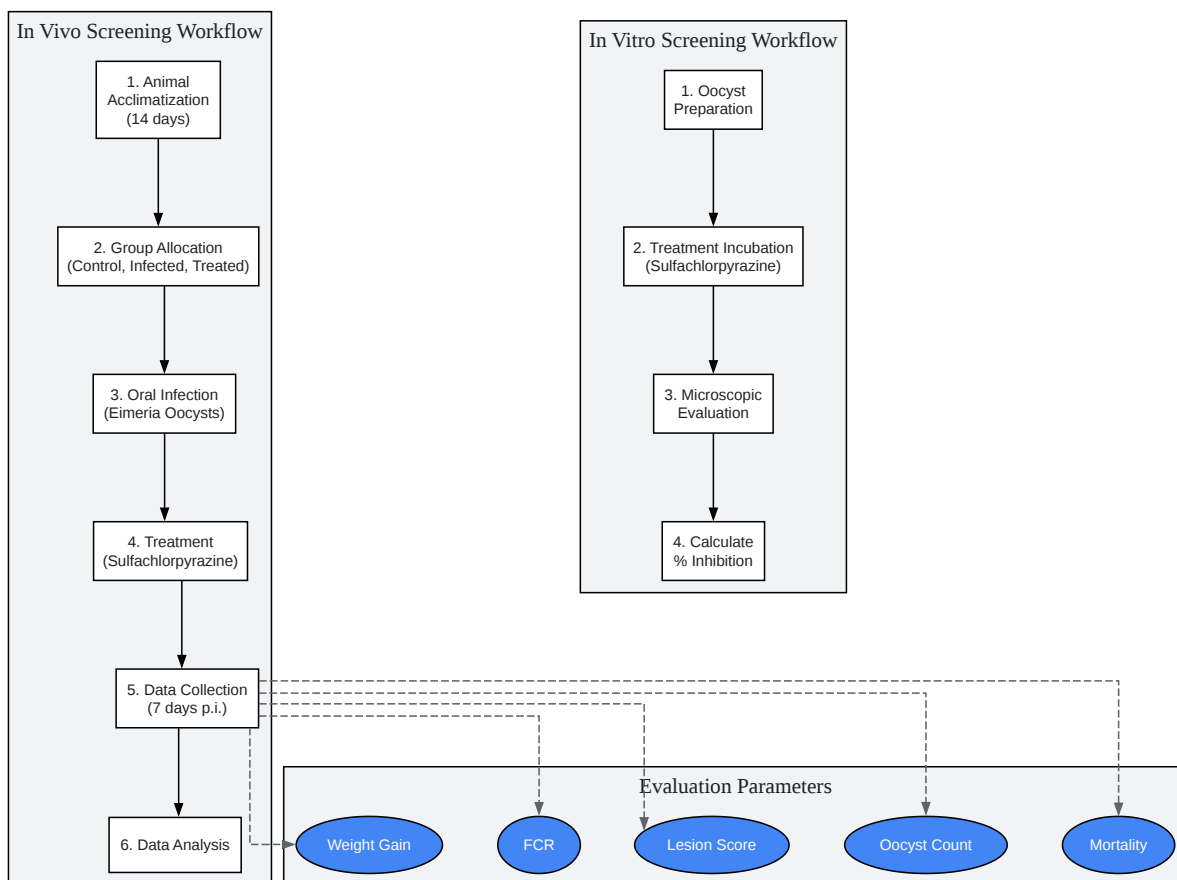 In Vivo Screening Workflow
1. Animal
Acclimatization
(14 days)
2. Group Allocation
(Control, Infected, Treated)
3. Oral Infection
(Eimeria Oocysts)
4. Treatment
(Sulfachlorpyrazine)
5. Data Collection
(7 days p.i.)
6. Data Analysis
In Vitro Screening Workflow
1. Oocyst
Preparation
2. Treatment Incubation
(Sulfachlorpyrazine)
3. Microscopic
Evaluation
4. Calculate
% Inhibition
Evaluation Parameters
Weight Gain
FCR
Lesion Score
Oocyst Count
Mortality